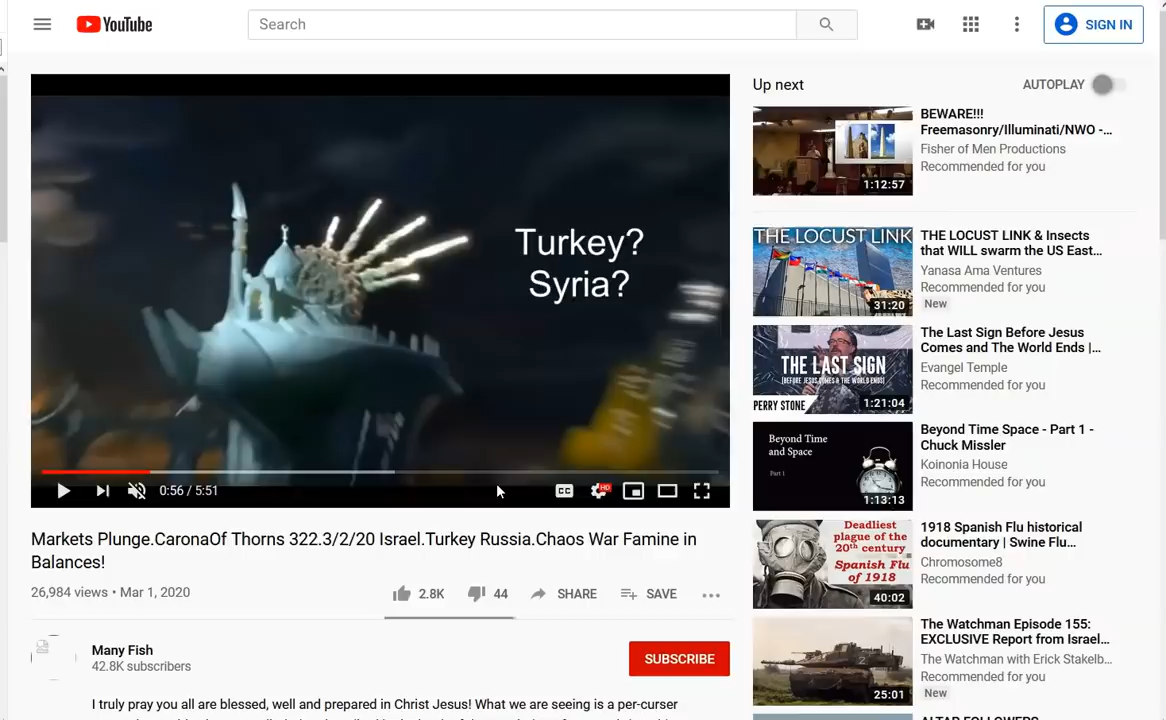 YouTube
Search
SIGN IN
Turkey?
Syria?
0:56 / 5:51
CC
HD
Markets Plunge.CaronaOf Thorns 322.3/2/20 Israel.Turkey Russia.Chaos War Famine in
Balances!
26,984 views • Mar 1, 2020
2.8K
44
SHARE
SAVE
Many Fish
42.8K subscribers
SUBSCRIBE
I truly pray you all are blessed, well and prepared in Christ Jesus! What we are seeing is a per-curser
Up next
AUTOPLAY
1:12:57
BEWARE!!!
Freemasonry/Illuminati/NWO -...
Fisher of Men Productions
Recommended for you
THE LOCUST LINK
31:20
THE LOCUST LINK & Insects
that WILL swarm the US East...
Yanasa Ama Ventures
Recommended for you
New
THE LAST SIGN
(BEFORE JESUS COMES & THE WORLD ENDS)
PERRY STONE
1:21:04
The Last Sign Before Jesus
Comes and The World Ends |...
Evangel Temple
Recommended for you
Beyond Time
and Space
Part 1
1:13:13
Beyond Time Space - Part 1 -
Chuck Missler
Koinonia House
Recommended for you
Deadliest
plague of the
20th century
Spanish Flu
of 1918
40:02
1918 Spanish Flu historical
documentary | Swine Flu...
Chromosome8
Recommended for you
25:01
The Watchman Episode 155:
EXCLUSIVE Report from Israel...
The Watchman with Erick Stakelb...
Recommended for you
New